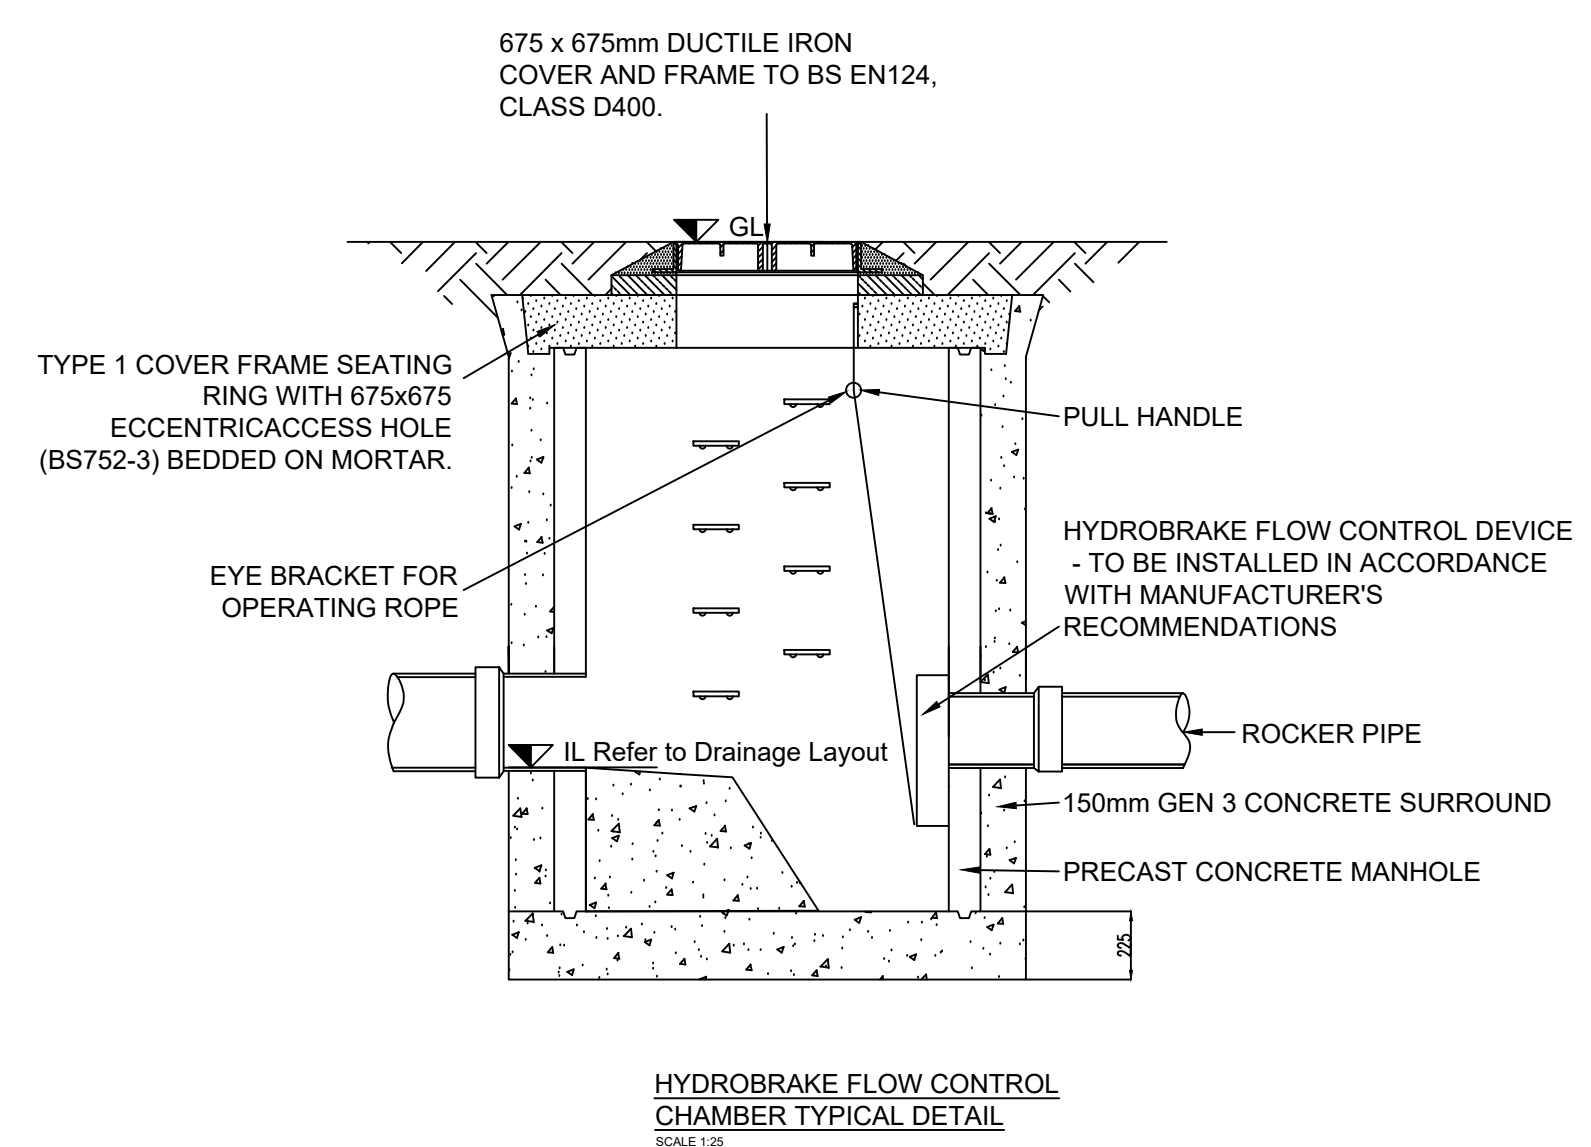 675 x 675mm DUCTILE IRON
COVER AND FRAME TO BS EN124,
CLASS D400.
GL
TYPE 1 COVER FRAME SEATING
RING WITH 675x675
ECCENTRICACCESS HOLE
(BS752-3) BEDDED ON MORTAR.
PULL HANDLE
HYDROBRAKE FLOW CONTROL DEVICE
- TO BE INSTALLED IN ACCORDANCE
WITH MANUFACTURER'S
RECOMMENDATIONS
EYE BRACKET FOR
OPERATING ROPE
IL Refer to Drainage Layout
ROCKER PIPE
150mm GEN 3 CONCRETE SURROUND
PRECAST CONCRETE MANHOLE
225
HYDROBRAKE FLOW CONTROL
CHAMBER TYPICAL DETAIL
SCALE 1:25